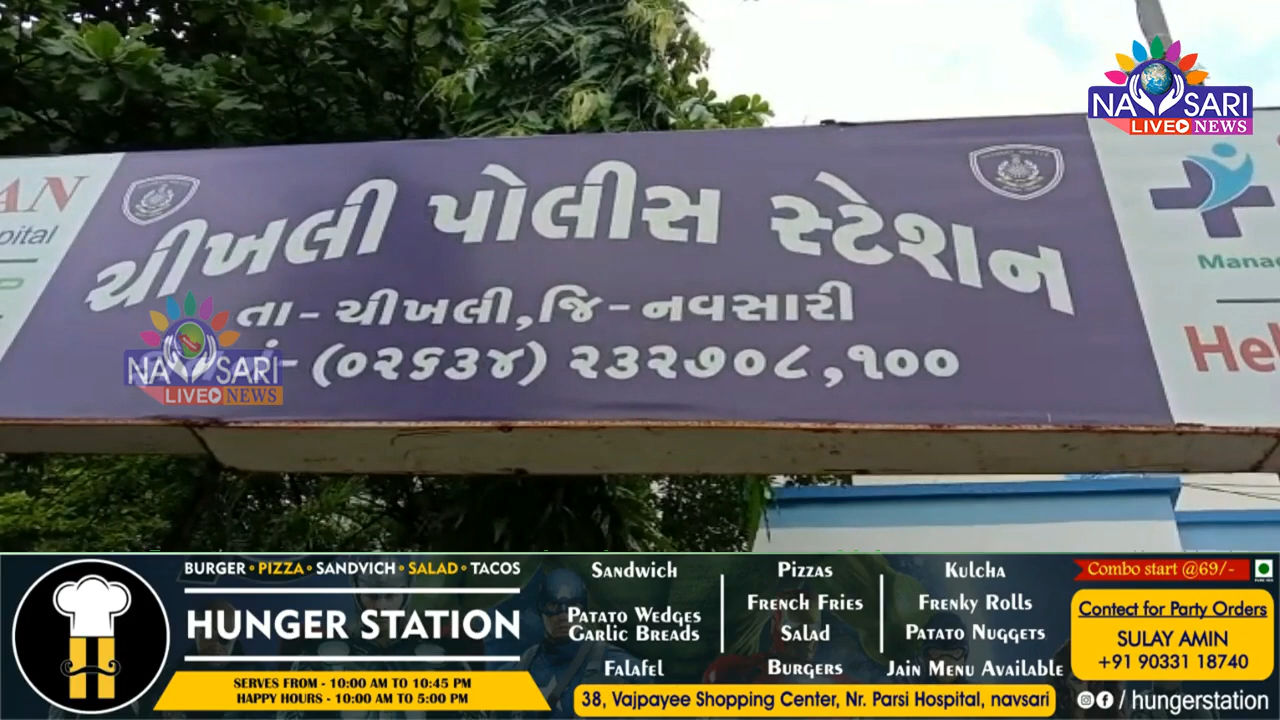 NAVSARI
LIVE NEWS
AN
pital
ચીખલી પોલીસ સ્ટેશન
તા - ચીખલી, જિ - નવસારી
નં- (૦૨૬૩૪) ૨૩૨૭૦૮, ૧૦૦
Manag
Hel
NAVSARI
LIVE NEWS
BURGER • PIZZA • SANDVICH • SALAD • TACOS
HUNGER STATION
SERVES FROM - 10:00 AM TO 10:45 PM
HAPPY HOURS - 10:00 AM TO 5:00 PM
Sandwich
Patato Wedges
Garlic Breads
Falafel
Pizzas
French Fries
Salad
Burgers
Kulcha
Frenky Rolls
Patato Nuggets
Jain Menu Available
38, Vajpayee Shopping Center, Nr. Parsi Hospital, navsari
Combo start @69/-
Contect for Party Orders
SULAY AMIN
+91 90331 18740
/ hungerstation